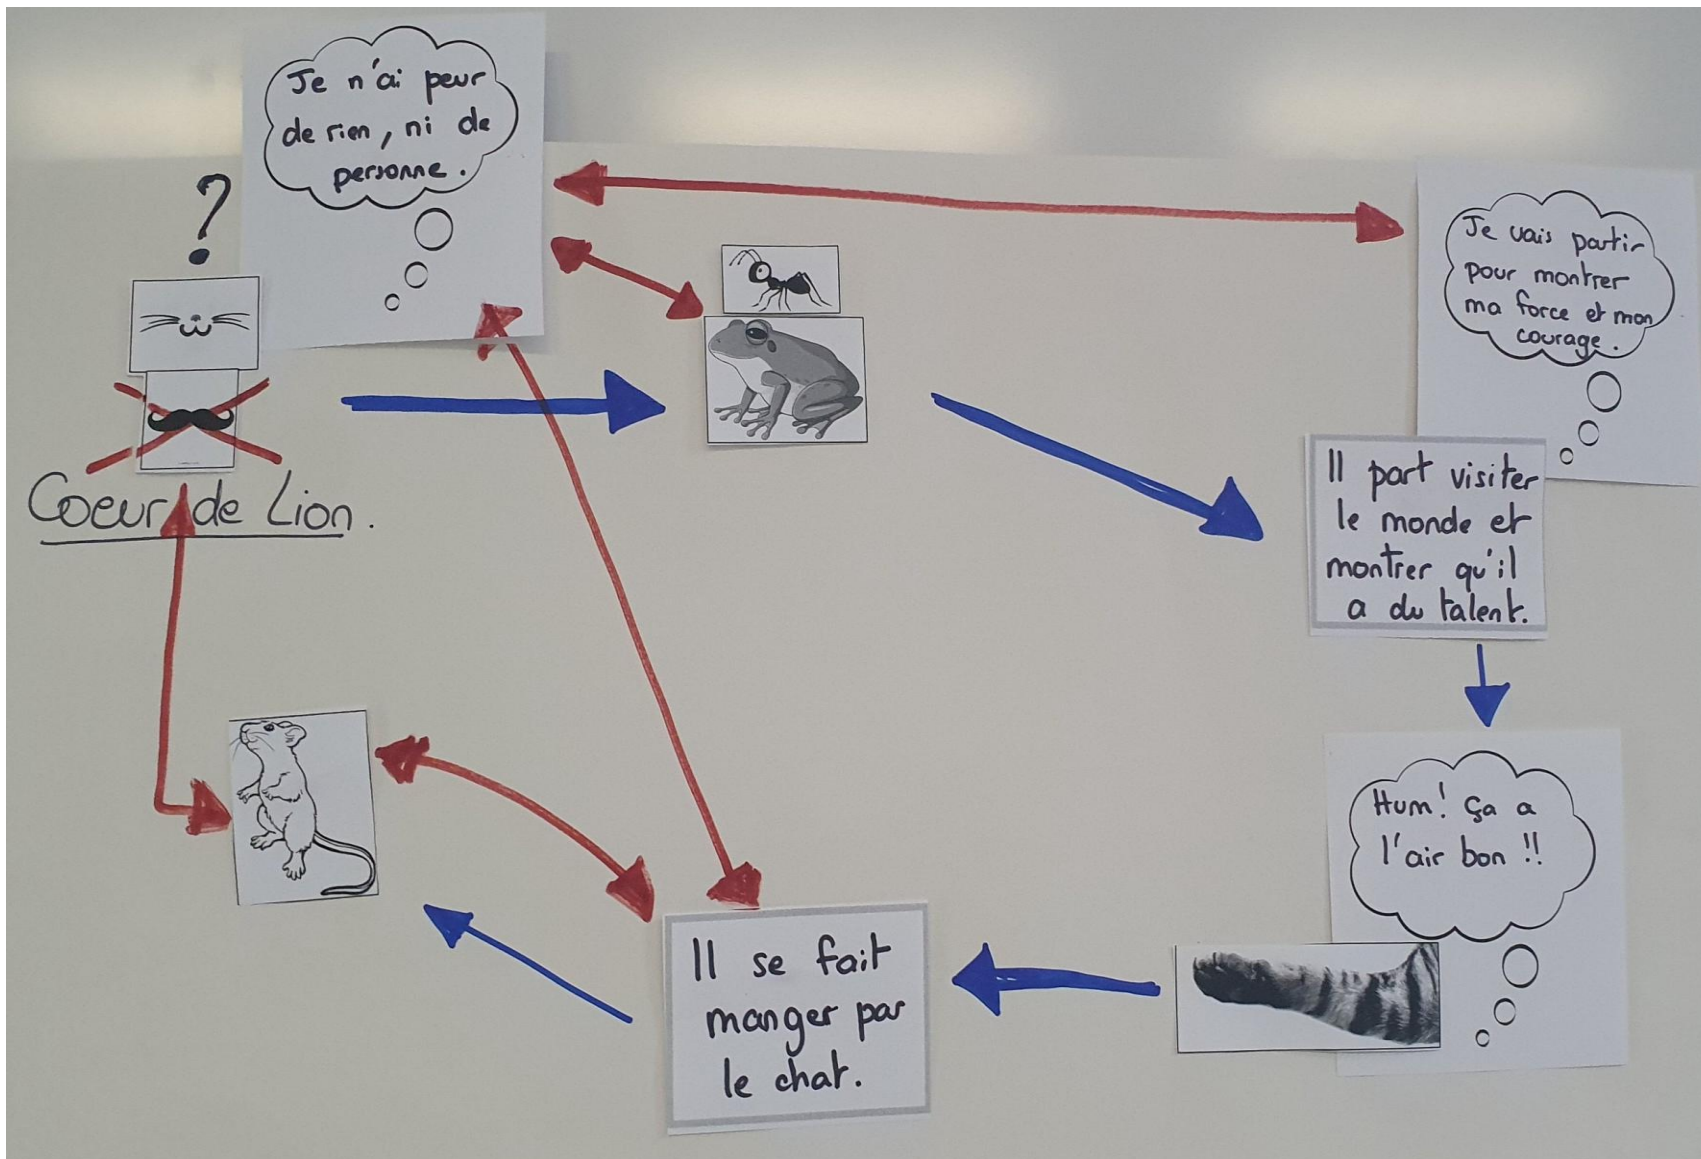 Je n'ai peur
de rien, ni de
personne.
?
Coeur de Lion.
Je vais partir
pour montrer
ma force et mon
courage.
Il part visiter
le monde et
montrer qu'il
a du talent.
Hum! ça a
l'air bon !!
Il se fait
manger par
le chat.